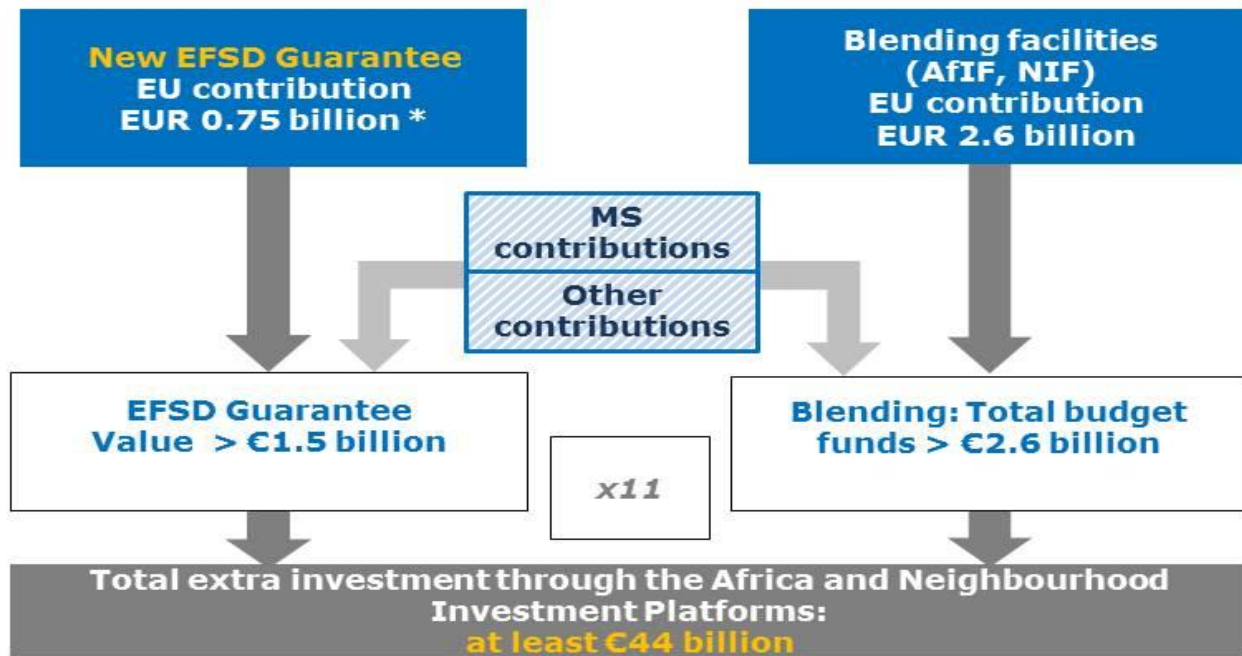 New EFSD Guarantee
EU contribution
EUR 0.75 billion *
Blending facilities
(AfIF, NIF)
EU contribution
EUR 2.6 billion
MS
contributions
Other
contributions
EFSD Guarantee
Value > €1.5 billion
x11
Blending: Total budget
funds > €2.6 billion
Total extra investment through the Africa and Neighbourhood
Investment Platforms:
at least €44 billion